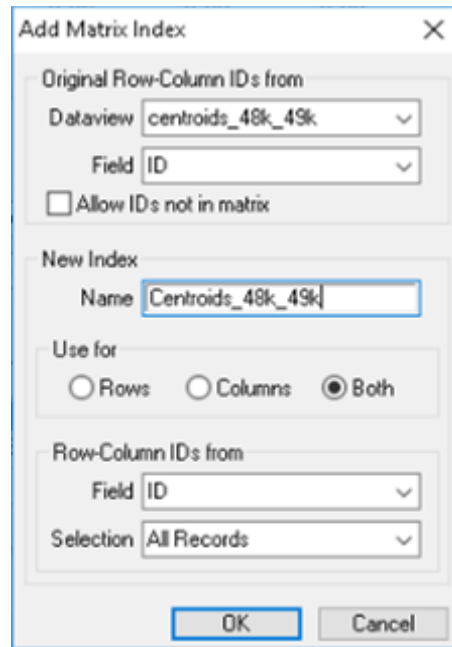 Add Matrix Index
Original Row-Column IDs from
Dataview centroids_48k_49k
Field ID
Allow IDs not in matrix
New Index
Name Centroids_48k_49k
Use for
Rows Columns Both
Row-Column IDs from
Field ID
Selection All Records
OK Cancel